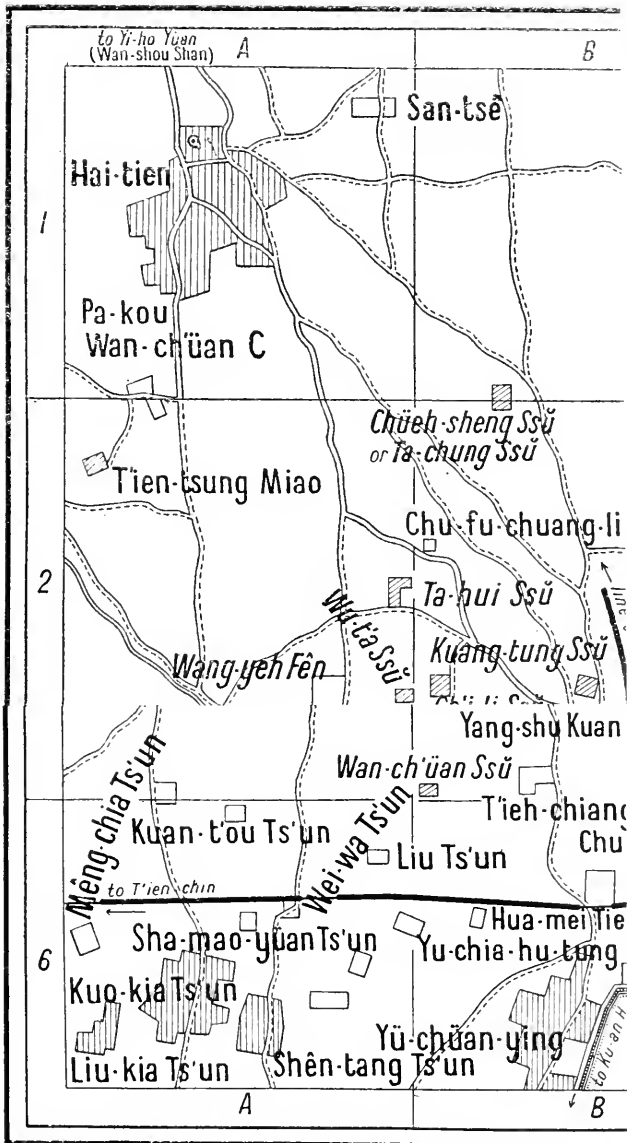 to Yi-ho Yüan
(Wan-shou Shan)
A
B
San-tsê
Hai-tien
1
Pa-kou
Wan-ch'üan C
Chüeh-sheng Ssŭ
or Ta-chung Ssŭ
T'ien-tsung Miao
Chu-fu-chuang-li
2
Ta-hui Ssŭ
Wu-t'a Ssŭ
Kuang-tung Ssŭ
Wang-yeh Fên
Yang-shu Kuan
Wan-ch'üan Ssŭ
Mêng-chia Ts'un
T'ieh-chiang
Kuan-t'ou Ts'un
Wei-wa Ts'un
Chu
Liu Ts'un
to T'ien-chin
Hua-mei Tie
Sha-mao-yüan Ts'un
Yu-chia-hu-tung
6
Kuo-kia Ts'un
Yü-chüan-ying
to Ku-an H
Liu-kia Ts'un
Shên-tang Ts'un
A
B